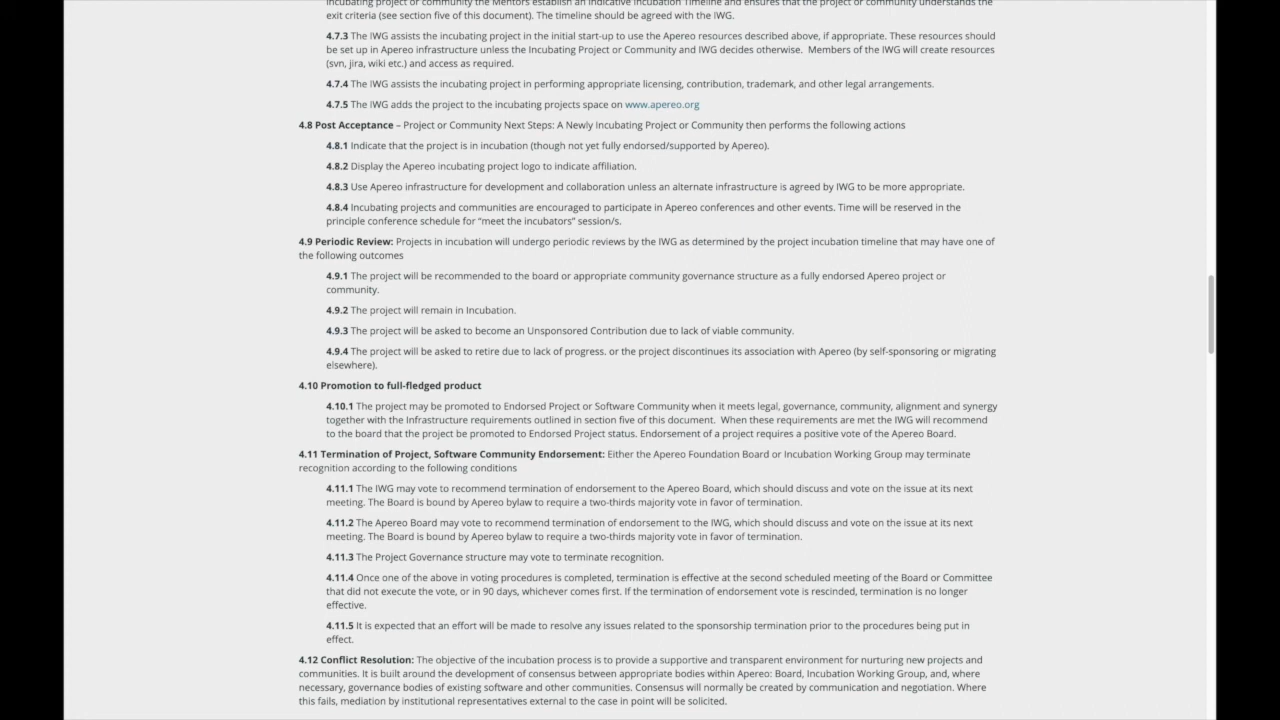 incubating project or community the Mentors establish an Indicative Incubation Timeline and ensures that the project or community understands the
exit criteria (see section five of this document). The timeline should be agreed with the IWG.
4.7.3 The IWG assists the incubating project in the initial start-up to use the Apereo resources described above, if appropriate. These resources should
be set up in Apereo infrastructure unless the Incubating Project or Community and IWG decides otherwise.  Members of the IWG will create resources
(svn, jira, wiki etc.) and access as required.
4.7.4 The IWG assists the incubating project in performing appropriate licensing, contribution, trademark, and other legal arrangements.
4.7.5 The IWG adds the project to the incubating projects space on www.apereo.org
4.8 Post Acceptance – Project or Community Next Steps: A Newly Incubating Project or Community then performs the following actions
4.8.1 Indicate that the project is in incubation (though not yet fully endorsed/supported by Apereo).
4.8.2 Display the Apereo incubating project logo to indicate affiliation.
4.8.3 Use Apereo infrastructure for development and collaboration unless an alternate infrastructure is agreed by IWG to be more appropriate.
4.8.4 Incubating projects and communities are encouraged to participate in Apereo conferences and other events. Time will be reserved in the
principle conference schedule for “meet the incubators” session/s.
4.9 Periodic Review: Projects in incubation will undergo periodic reviews by the IWG as determined by the project incubation timeline that may have one of
the following outcomes
4.9.1 The project will be recommended to the board or appropriate community governance structure as a fully endorsed Apereo project or
community.
4.9.2 The project will remain in Incubation.
4.9.3 The project will be asked to become an Unsponsored Contribution due to lack of viable community.
4.9.4 The project will be asked to retire due to lack of progress. or the project discontinues its association with Apereo (by self-sponsoring or migrating
elsewhere).
4.10 Promotion to full-fledged product
4.10.1 The project may be promoted to Endorsed Project or Software Community when it meets legal, governance, community, alignment and synergy
together with the Infrastructure requirements outlined in section five of this document.  When these requirements are met the IWG will recommend
to the board that the project be promoted to Endorsed Project status. Endorsement of a project requires a positive vote of the Apereo Board.
4.11 Termination of Project, Software Community Endorsement: Either the Apereo Foundation Board or Incubation Working Group may terminate
recognition according to the following conditions
4.11.1 The IWG may vote to recommend termination of endorsement to the Apereo Board, which should discuss and vote on the issue at its next
meeting. The Board is bound by Apereo bylaw to require a two-thirds majority vote in favor of termination.
4.11.2 The Apereo Board may vote to recommend termination of endorsement to the IWG, which should discuss and vote on the issue at its next
meeting. The Board is bound by Apereo bylaw to require a two-thirds majority vote in favor of termination.
4.11.3 The Project Governance structure may vote to terminate recognition.
4.11.4 Once one of the above in voting procedures is completed, termination is effective at the second scheduled meeting of the Board or Committee
that did not execute the vote, or in 90 days, whichever comes first. If the termination of endorsement vote is rescinded, termination is no longer
effective.
4.11.5 It is expected that an effort will be made to resolve any issues related to the sponsorship termination prior to the procedures being put in
effect.
4.12 Conflict Resolution: The objective of the incubation process is to provide a supportive and transparent environment for nurturing new projects and
communities. It is built around the development of consensus between appropriate bodies within Apereo: Board, Incubation Working Group, and, where
necessary, governance bodies of existing software and other communities. Consensus will normally be created by communication and negotiation. Where
this fails, mediation by institutional representatives external to the case in point will be solicited.